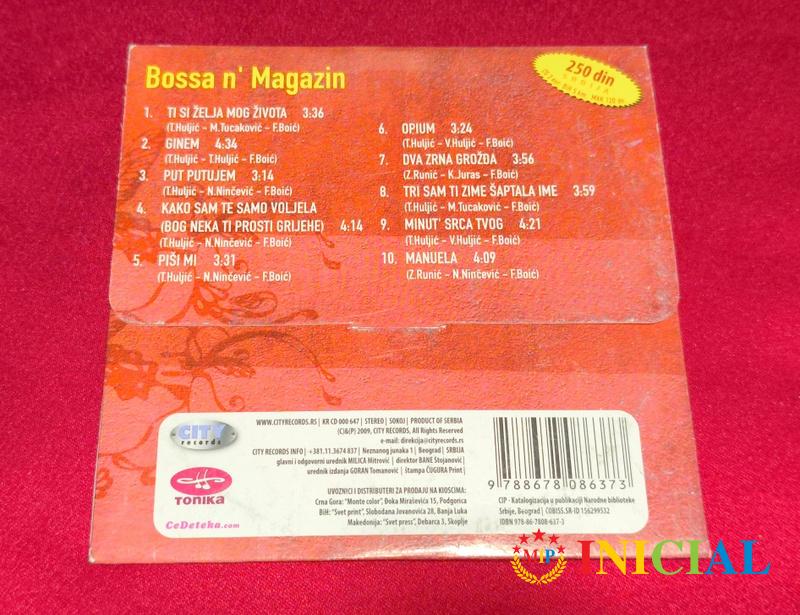 Bossa n' Magazin
250 din
SRBIJA
1. TI SI ŽELJA MOG ŽIVOTA 3:36
(T.Huljić - M.Tucaković - F.Boić)
2. GINEM 4:34
(T.Huljić - T.Huljić - F.Boić)
3. PUT PUTUJEM 3:14
(T.Huljić - N.Ninčević - F.Boić)
4. KAKO SAM TE SAMO VOLJELA
(BOG NEKA TI PROSTI GRIJEHE) 4:14
(T.Huljić - N.Ninčević - F.Boić)
5. PIŠI MI 3:31
(T.Huljić - N.Ninčević - F.Boić)
6. OPIUM 3:24
(T.Huljić - V.Huljić - F.Boić)
7. DVA ZRNA GROŽĐA 3:56
(Z.Runić - K.Juras - F.Boić)
8. TRI SAM TI ZIME ŠAPTALA IME 3:59
(T.Huljić - M.Tucaković - F.Boić)
9. MINUT' SRCA TVOG 4:21
(T.Huljić - V.Huljić - F.Boić)
10. MANUELA 4:09
(Z.Runić - N.Ninčević - F.Boić)
CITY
records
TONIKA
CeDeteka.com
WWW.CITYRECORDS.RS | KR CD 000 647 | STEREO | SOKOJ | PRODUCT OF SERBIA
(C)&(P) 2009, CITY RECORDS, All Rights Reserved
e-mail: direkcija@cityrecords.rs
CITY RECORDS INFO | +381.11.3674 837 | Neznanog junaka 1 | Beograd | SRBIJA
glavni i odgovorni urednik MILICA Mitrović | direktor BANE Stojanović|
urednik izdanja GORAN Tomanović | štampa ČUGURA Print|
UVOZNICI I DISTRIBUTERI ZA PRODAJU NA KIOSCIMA:
Crna Gora: "Monte color", Đoka Miraševića 15, Podgorica
BiH: "Svet print", Slobodana Jovanovića 28, Banja Luka
Makedonija: "Svet press", Debarca 3, Skoplje
9 788678 086373
CIP - Katalogizacija u publikaciji Narodne biblioteke
Srbije, Beograd | COBISS.SR-ID 156299532
IDBN 978-86-7808-637-3
MP INICIAL